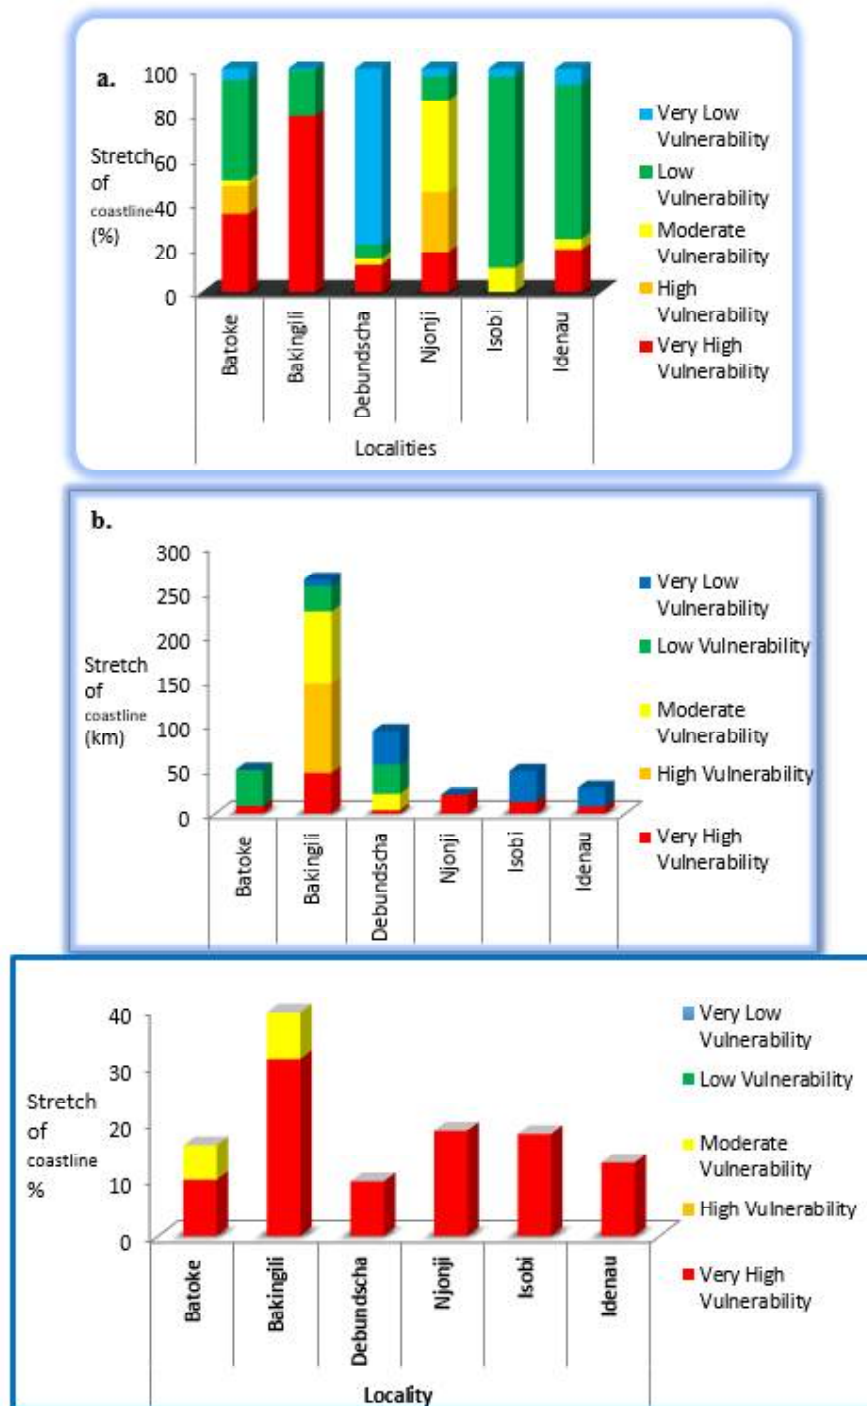 a.
Stretch
of
coastline
(%)
100
80
60
40
20
0
Batoke
Bakingili
Debundscha
Njonji
Isobi
Idenau
Localities
Very Low
Vulnerability
Low
Vulnerability
Moderate
Vulnerability
High
Vulnerability
Very High
Vulnerability
b.
Stretch
of
coastline
(km)
300
250
200
150
100
50
0
Batoke
Bakingili
Debundscha
Njonji
Isobi
Idenau
Very Low
Vulnerability
Low Vulnerability
Moderate
Vulnerability
High Vulnerability
Very High
Vulnerability
Stretch
of
coastline
%
40
30
20
10
0
Batoke
Bakingili
Debundscha
Njonji
Isobi
Idenau
Locality
Very Low
Vulnerability
Low Vulnerability
Moderate
Vulnerability
High Vulnerability
Very High
Vulnerability